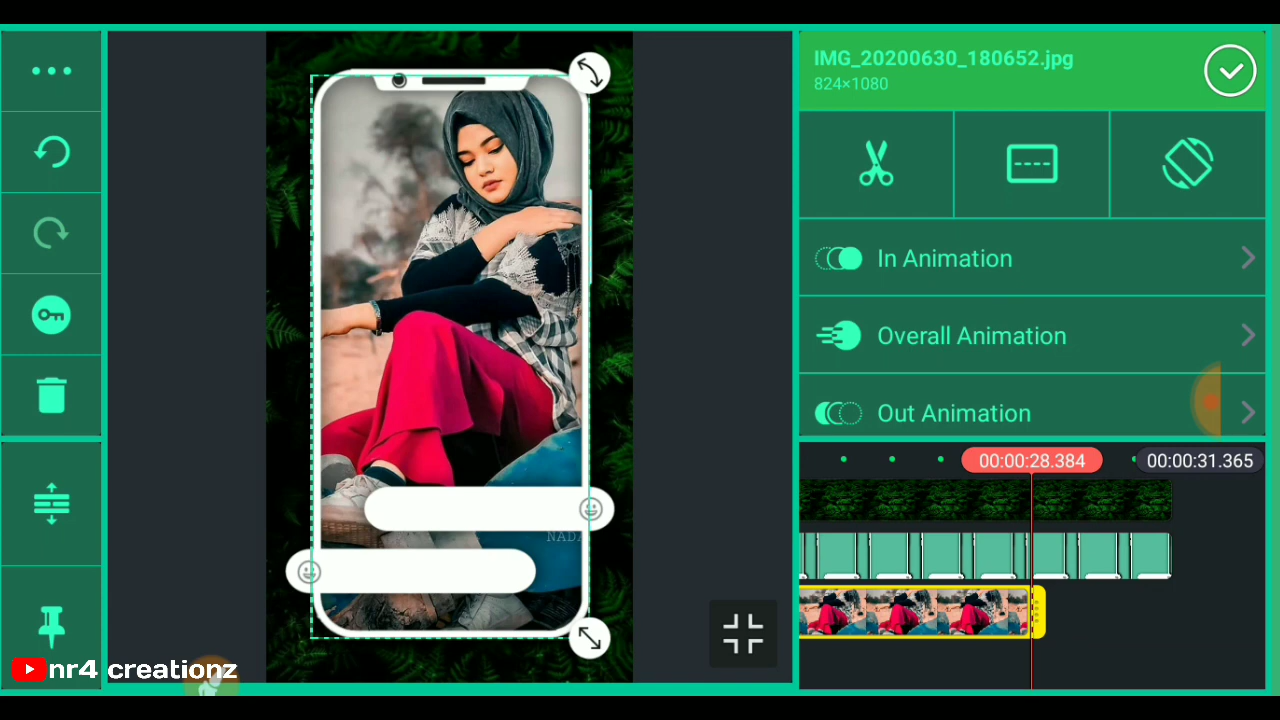 IMG_20200630_180652.jpg
824×1080
In Animation
Overall Animation
Out Animation
00:00:28.384
00:00:31.365
NADA
nr4 creationz